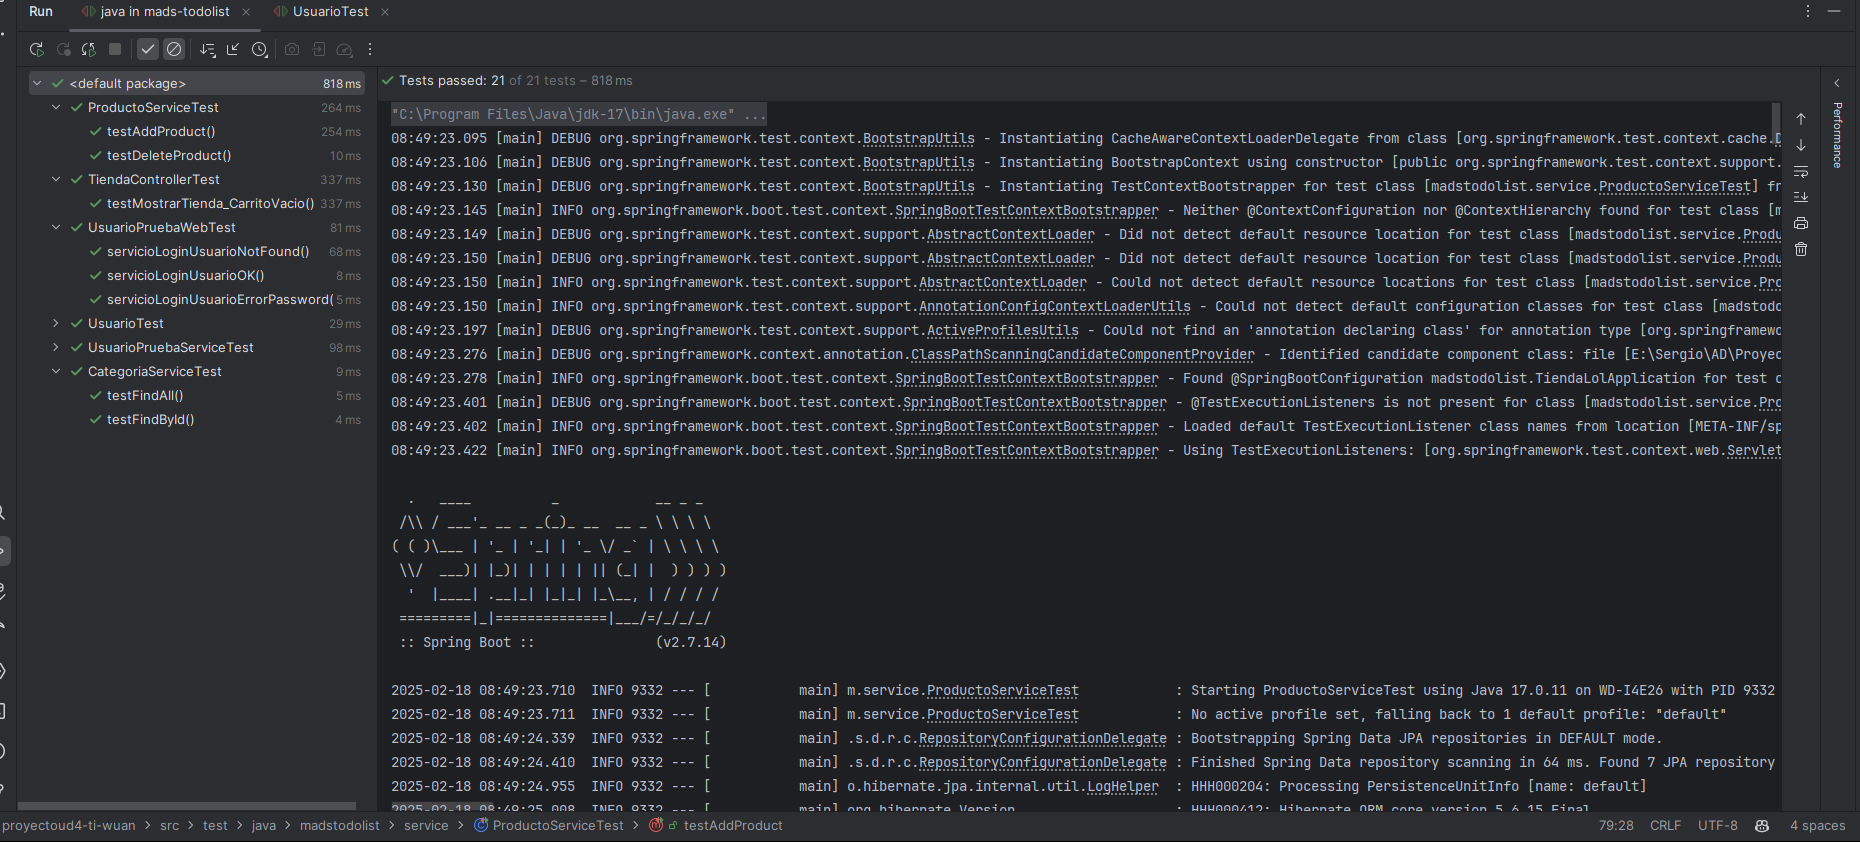 Run java in mads-todolist × UsuarioTest ×
<default package> 818 ms
ProductoServiceTest 264 ms
testAddProduct() 254 ms
testDeleteProduct() 10 ms
TiendaControllerTest 337 ms
testMostrarTienda_CarritoVacio() 337 ms
UsuarioPruebaWebTest 81 ms
servicioLoginUsuarioNotFound() 68 ms
servicioLoginUsuarioOK() 8 ms
servicioLoginUsuarioErrorPassword( 5 ms
UsuarioTest 29 ms
UsuarioPruebaServiceTest 98 ms
CategoriaServiceTest 9 ms
testFindAll() 5 ms
testFindById() 4 ms
Tests passed: 21 of 21 tests – 818 ms
"C:\Program Files\Java\jdk-17\bin\java.exe" ...
08:49:23.095 [main] DEBUG org.springframework.test.context.BootstrapUtils - Instantiating CacheAwareContextLoaderDelegate from class [org.springframework.test.context.cache.D
08:49:23.106 [main] DEBUG org.springframework.test.context.BootstrapUtils - Instantiating BootstrapContext using constructor [public org.springframework.test.context.support.
08:49:23.130 [main] DEBUG org.springframework.test.context.BootstrapUtils - Instantiating TestContextBootstrapper for test class [madstodolist.service.ProductoServiceTest] fr
08:49:23.145 [main] INFO org.springframework.boot.test.context.SpringBootTestContextBootstrapper - Neither @ContextConfiguration nor @ContextHierarchy found for test class [m
08:49:23.149 [main] DEBUG org.springframework.test.context.support.AbstractContextLoader - Did not detect default resource location for test class [madstodolist.service.Produ
08:49:23.150 [main] DEBUG org.springframework.test.context.support.AbstractContextLoader - Did not detect default resource location for test class [madstodolist.service.Produ
08:49:23.150 [main] INFO org.springframework.test.context.support.AbstractContextLoader - Could not detect default resource locations for test class [madstodolist.service.Pro
08:49:23.150 [main] INFO org.springframework.test.context.support.AnnotationConfigContextLoaderUtils - Could not detect default configuration classes for test class [madstodo
08:49:23.197 [main] DEBUG org.springframework.test.context.support.ActiveProfilesUtils - Could not find an 'annotation declaring class' for annotation type [org.springframewo
08:49:23.276 [main] DEBUG org.springframework.context.annotation.ClassPathScanningCandidateComponentProvider - Identified candidate component class: file [E:\Sergio\AD\Proyec
08:49:23.278 [main] INFO org.springframework.boot.test.context.SpringBootTestContextBootstrapper - Found @SpringBootConfiguration madstodolist.TiendaLolApplication for test c
08:49:23.401 [main] DEBUG org.springframework.boot.test.context.SpringBootTestContextBootstrapper - @TestExecutionListeners is not present for class [madstodolist.service.Pro
08:49:23.402 [main] INFO org.springframework.boot.test.context.SpringBootTestContextBootstrapper - Loaded default TestExecutionListener class names from location [META-INF/sp
08:49:23.422 [main] INFO org.springframework.boot.test.context.SpringBootTestContextBootstrapper - Using TestExecutionListeners: [org.springframework.test.context.web.Servlet
:: Spring Boot :: (v2.7.14)
2025-02-18 08:49:23.710  INFO 9332 --- [           main] m.service.ProductoServiceTest            : Starting ProductoServiceTest using Java 17.0.11 on WD-I4E26 with PID 9332
2025-02-18 08:49:23.711  INFO 9332 --- [           main] m.service.ProductoServiceTest            : No active profile set, falling back to 1 default profile: "default"
2025-02-18 08:49:24.339  INFO 9332 --- [           main] .s.d.r.c.RepositoryConfigurationDelegate : Bootstrapping Spring Data JPA repositories in DEFAULT mode.
2025-02-18 08:49:24.410  INFO 9332 --- [           main] .s.d.r.c.RepositoryConfigurationDelegate : Finished Spring Data repository scanning in 64 ms. Found 7 JPA repository
2025-02-18 08:49:24.955  INFO 9332 --- [           main] o.hibernate.jpa.internal.util.LogHelper  : HHH000204: Processing PersistenceUnitInfo [name: default]
2025-02-18 08:49:25.008  INFO 9332 --- [           main] org.hibernate.Version                    : HHH000412: Hibernate ORM core version 5.6.15.Final
Performance
proyectoud4-ti-wuan > src > test > java > madstodolist > service > ProductoServiceTest > testAddProduct
79:28 CRLF UTF-8 4 spaces